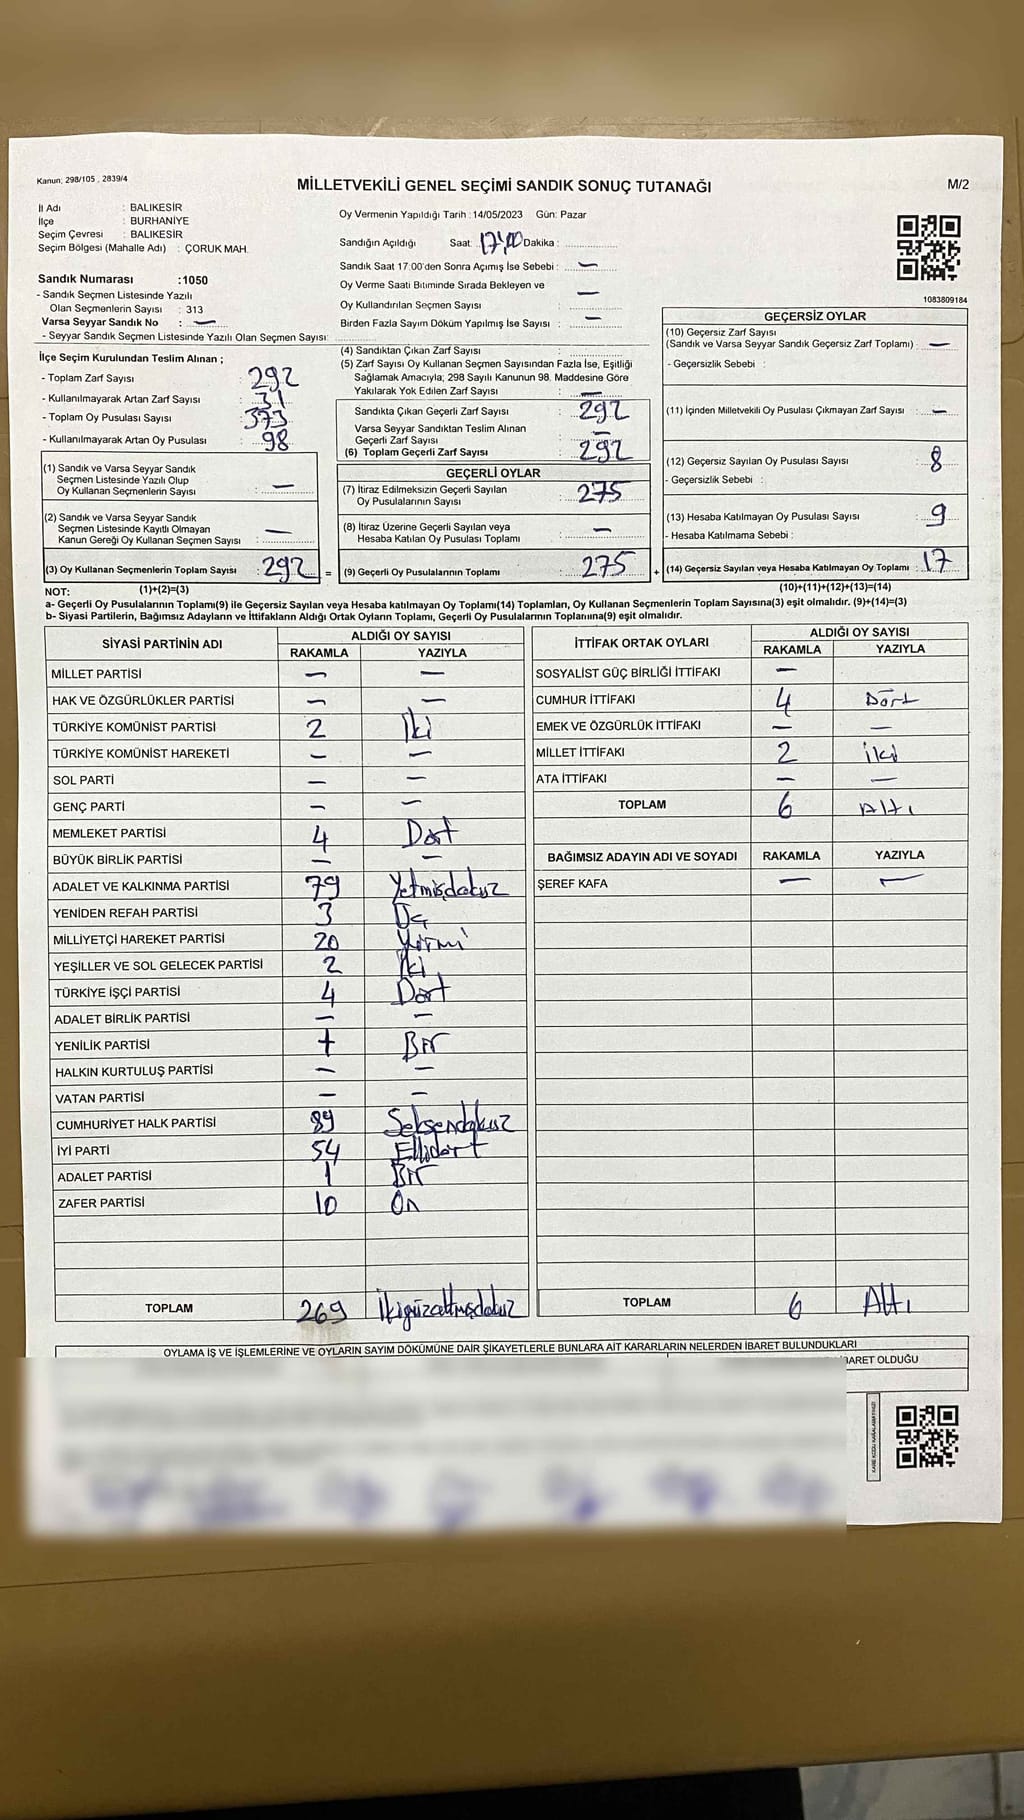 Kanun; 298/105 , 2839/4
MİLLETVEKİLİ GENEL SEÇİMİ SANDIK SONUÇ TUTANAĞI
M/2
İl Adı : BALIKESİR
İlçe : BURHANİYE
Seçim Çevresi : BALIKESİR
Seçim Bölgesi (Mahalle Adı) : ÇORUK MAH.
Sandık Numarası :1050
- Sandık Seçmen Listesinde Yazılı
Olan Seçmenlerin Sayısı : 313
Varsa Seyyar Sandık No : —
- Seyyar Sandık Seçmen Listesinde Yazılı Olan Seçmen Sayısı:
Oy Vermenin Yapıldığı Tarih : 14/05/2023 Gün: Pazar
Sandığın Açıldığı Saat: 17,00 Dakika :
Sandık Saat 17:00'den Sonra Açımış İse Sebebi : —
Oy Verme Saati Bitiminde Sırada Bekleyen ve
Oy Kullandırılan Seçmen Sayısı : —
Birden Fazla Sayım Döküm Yapılmış İse Sayısı : —
1083809184
İlçe Seçim Kurulundan Teslim Alınan ;
- Toplam Zarf Sayısı : 292
- Kullanılmayarak Artan Zarf Sayısı : 31
- Toplam Oy Pusulası Sayısı : 373
- Kullanılmayarak Artan Oy Pusulası : 98
(1) Sandık ve Varsa Seyyar Sandık
Seçmen Listesinde Yazılı Olup
Oy Kullanan Seçmenlerin Sayısı : —
(2) Sandık ve Varsa Seyyar Sandık
Seçmen Listesinde Kayıtlı Olmayan
Kanun Gereği Oy Kullanan Seçmen Sayısı : —
(3) Oy Kullanan Seçmenlerin Toplam Sayısı : 292 =
(4) Sandıktan Çıkan Zarf Sayısı :
(5) Zarf Sayısı Oy Kullanan Seçmen Sayısından Fazla İse, Eşitliği
Sağlamak Amacıyla; 298 Sayılı Kanunun 98. Maddesine Göre
Yakılarak Yok Edilen Zarf Sayısı : —
Sandıkta Çıkan Geçerli Zarf Sayısı : 292
Varsa Seyyar Sandıktan Teslim Alınan
Geçerli Zarf Sayısı : —
(6) Toplam Geçerli Zarf Sayısı : 292
GEÇERLİ OYLAR
(7) İtiraz Edilmeksizin Geçerli Sayılan
Oy Pusulalarının Sayısı : 275
(8) İtiraz Üzerine Geçerli Sayılan veya
Hesaba Katılan Oy Pusulası Toplamı : —
(9) Geçerli Oy Pusulalarının Toplamı : 275 +
GEÇERSİZ OYLAR
(10) Geçersiz Zarf Sayısı
(Sandık ve Varsa Seyyar Sandık Geçersiz Zarf Toplamı) : —
- Geçersizlik Sebebi :
(11) İçinden Milletvekili Oy Pusulası Çıkmayan Zarf Sayısı : —
(12) Geçersiz Sayılan Oy Pusulası Sayısı : 8
- Geçersizlik Sebebi :
(13) Hesaba Katılmayan Oy Pusulası Sayısı : 9
- Hesaba Katılmama Sebebi :
(14) Geçersiz Sayılan veya Hesaba Katılmayan Oy Toplamı : 17
NOT: (1)+(2)=(3) (10)+(11)+(12)+(13)=(14)
a- Geçerli Oy Pusulalarının Toplamı(9) ile Geçersiz Sayılan veya Hesaba katılmayan Oy Toplamı(14) Toplamları, Oy Kullanan Seçmenlerin Toplam Sayısına(3) eşit olmalıdır. (9)+(14)=(3)
b- Siyasi Partilerin, Bağımsız Adayların ve İttifakların Aldığı Ortak Oyların Toplamı, Geçerli Oy Pusulalarının Toplamına(9) eşit olmalıdır.
SİYASİ PARTİNİN ADI ALDIĞI OY SAYISI
RAKAMLA YAZIYLA
MİLLET PARTİSİ — —
HAK VE ÖZGÜRLÜKLER PARTİSİ — —
TÜRKİYE KOMÜNİST PARTİSİ 2 İki
TÜRKİYE KOMÜNİST HAREKETİ — —
SOL PARTİ — —
GENÇ PARTİ — —
MEMLEKET PARTİSİ 4 Dört
BÜYÜK BİRLİK PARTİSİ — —
ADALET VE KALKINMA PARTİSİ 79 Yetmişdokuz
YENİDEN REFAH PARTİSİ 3 Üç
MİLLİYETÇİ HAREKET PARTİSİ 20 Yirmi
YEŞİLLER VE SOL GELECEK PARTİSİ 2 İki
TÜRKİYE İŞÇİ PARTİSİ 4 Dört
ADALET BİRLİK PARTİSİ — —
YENİLİK PARTİSİ Bir
HALKIN KURTULUŞ PARTİSİ — —
VATAN PARTİSİ — —
CUMHURİYET HALK PARTİSİ 89 Seksendokuz
İYİ PARTİ 54 Ellidört
ADALET PARTİSİ 1 Bir
ZAFER PARTİSİ 10 On
TOPLAM 269 İkiyüzaltmışdokuz
İTTİFAK ORTAK OYLARI ALDIĞI OY SAYISI
RAKAMLA YAZIYLA
SOSYALİST GÜÇ BİRLİĞİ İTTİFAKI —
CUMHUR İTTİFAKI 4 Dört
EMEK VE ÖZGÜRLÜK İTTİFAKI — —
MİLLET İTTİFAKI 2 İki
ATA İTTİFAKI — —
TOPLAM 6 Altı
BAĞIMSIZ ADAYIN ADI VE SOYADI RAKAMLA YAZIYLA
ŞEREF KAFA — —
TOPLAM 6 Altı
OYLAMA İŞ VE İŞLEMLERİNE VE OYLARIN SAYIM DÖKÜMÜNE DAİR ŞİKAYETLERLE BUNLARA AİT KARARLARIN NELERDEN İBARET BULUNDUKLARI
BARET OLDUĞU